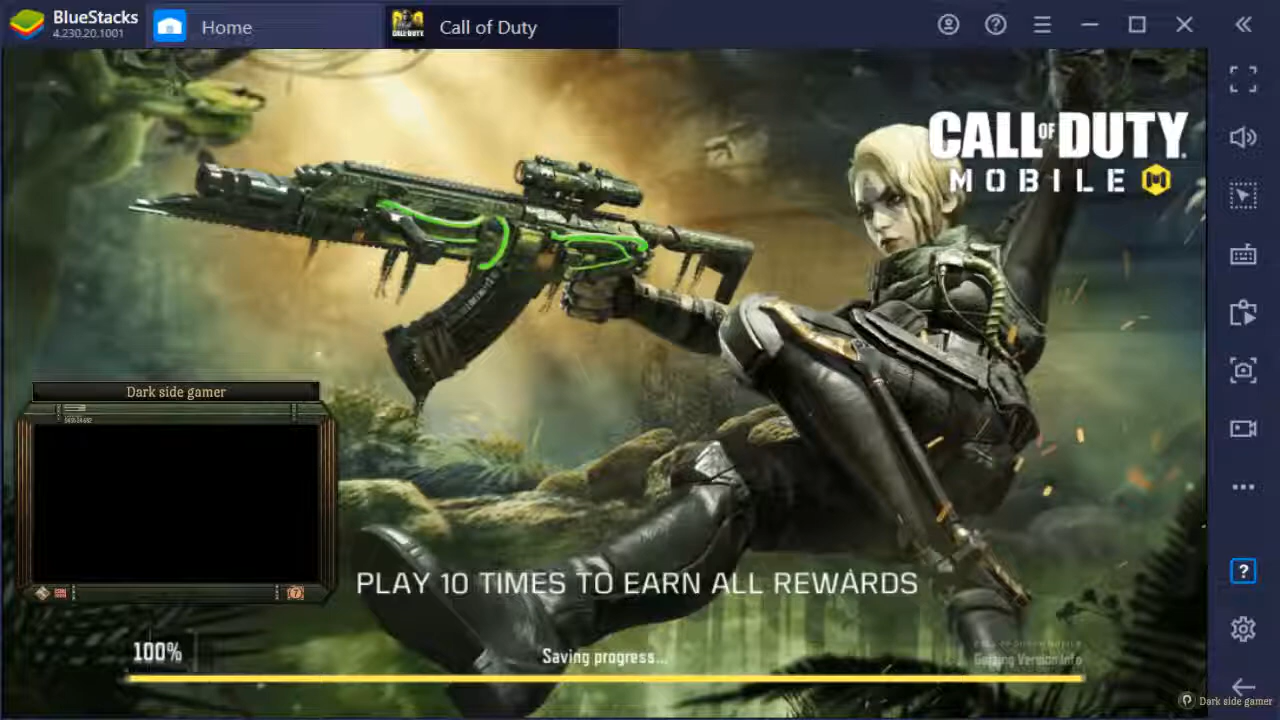 BlueStacks
4.230.20.1001
Home
Call of Duty
CALL OF DUTY
MOBILE
Dark side gamer
PLAY 10 TIMES TO EARN ALL REWARDS
100%
Saving progress...
Getting Version Info
Dark side gamer